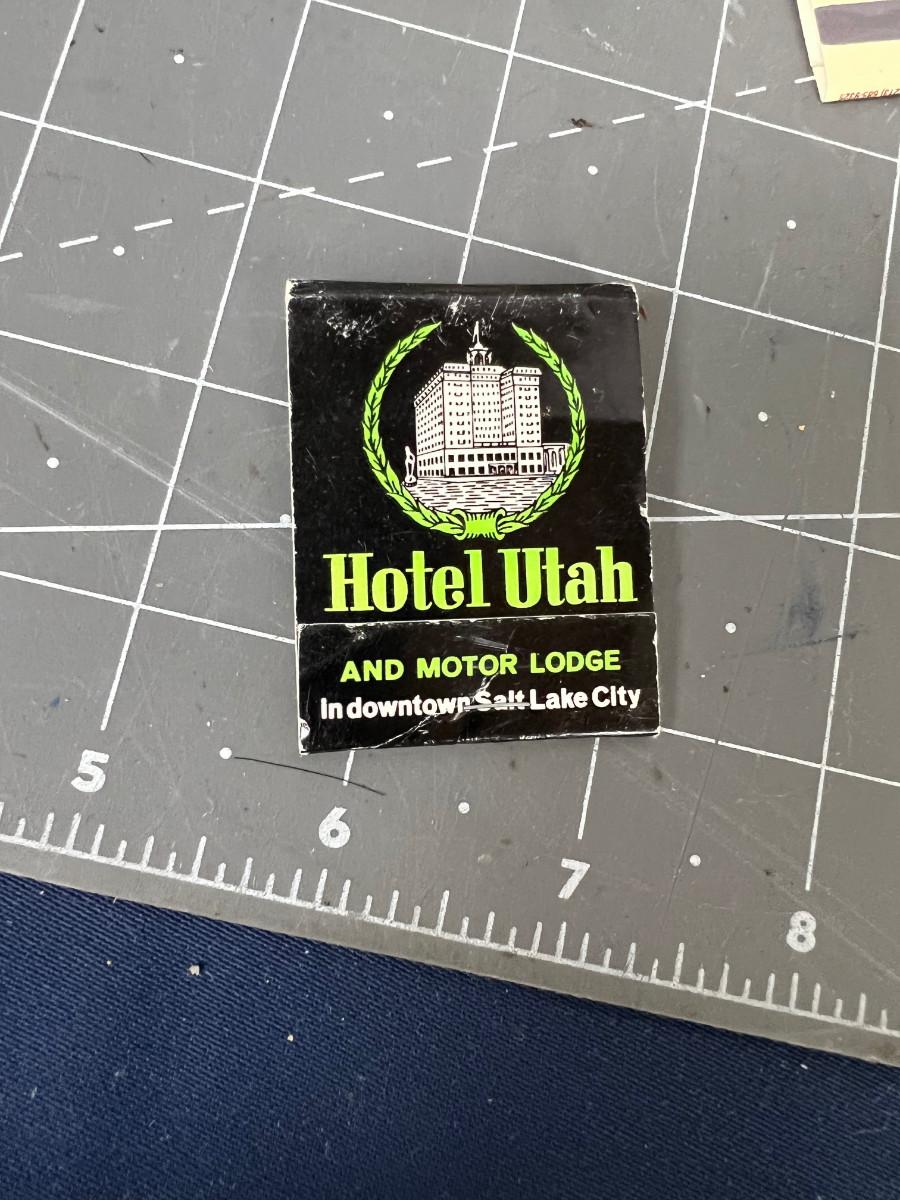 Hotel Utah
AND MOTOR LODGE
In downtown Salt Lake City
5
6
7
8